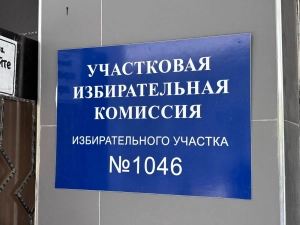 УЧАСТКОВАЯ
ИЗБИРАТЕЛЬНАЯ
КОМИССИЯ
ИЗБИРАТЕЛЬНОГО УЧАСТКА
№1046